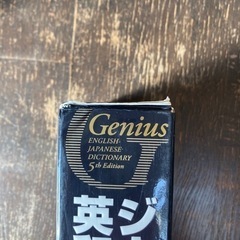 Genius
ENGLISH-
JAPANESE
DICTIONARY
5th Edition
ジ
英